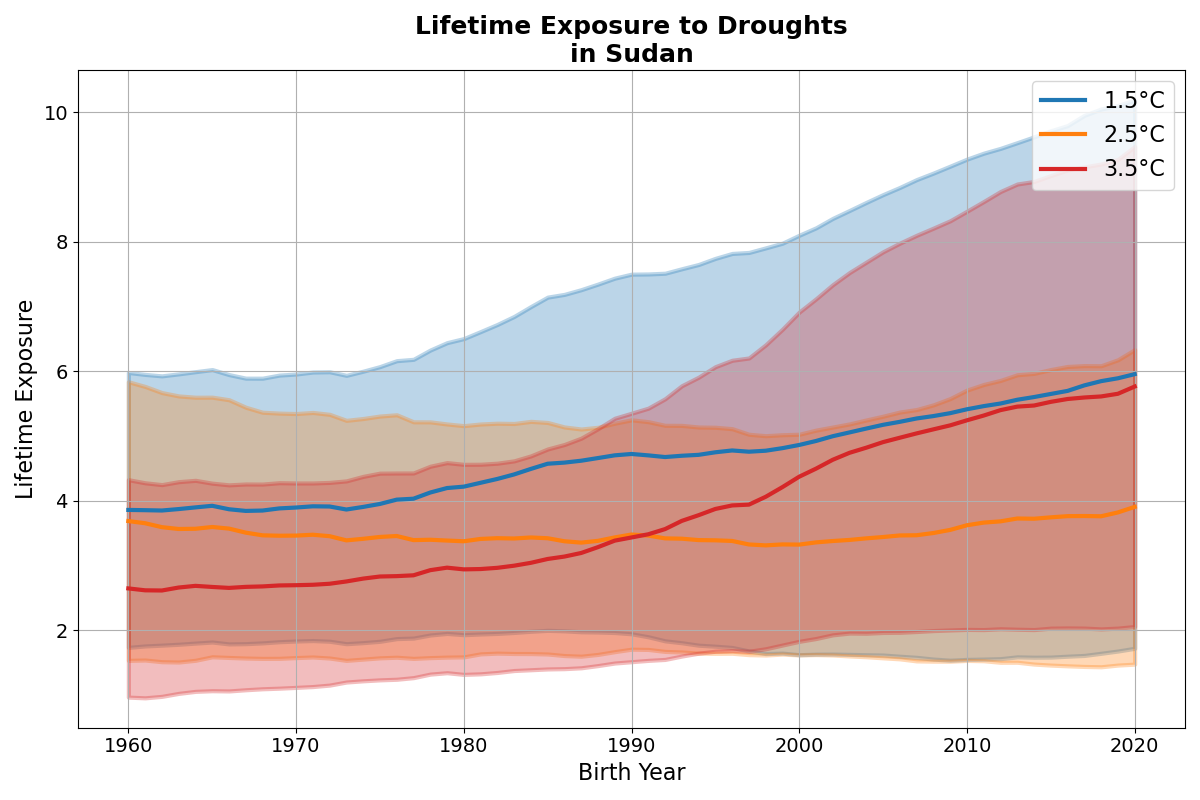 Lifetime Exposure to Droughts
in Sudan
1.5°C
2.5°C
3.5°C
Lifetime Exposure
10
8
6
4
2
1960 1970 1980 1990 2000 2010 2020
Birth Year